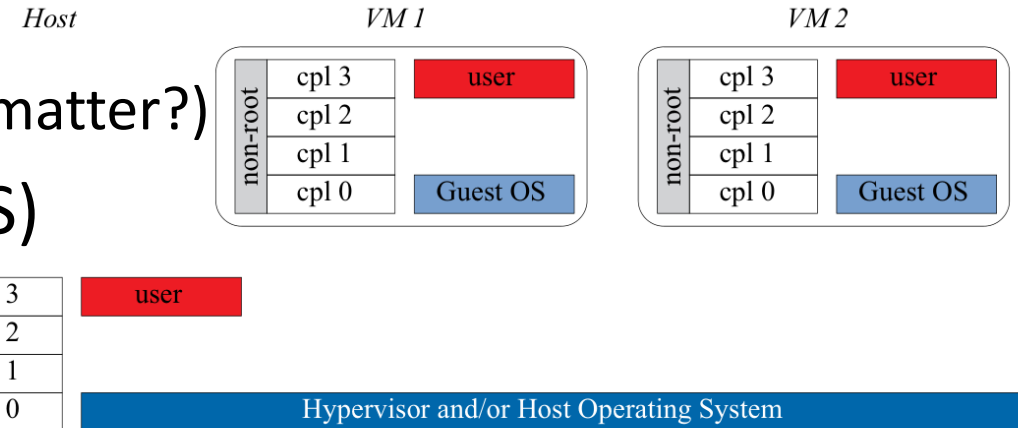 Host
VM 1
VM 2
matter?)
S)
non-root
cpl 3
cpl 2
cpl 1
cpl 0
user
Guest OS
non-root
cpl 3
cpl 2
cpl 1
cpl 0
user
Guest OS
3
2
1
0
user
Hypervisor and/or Host Operating System